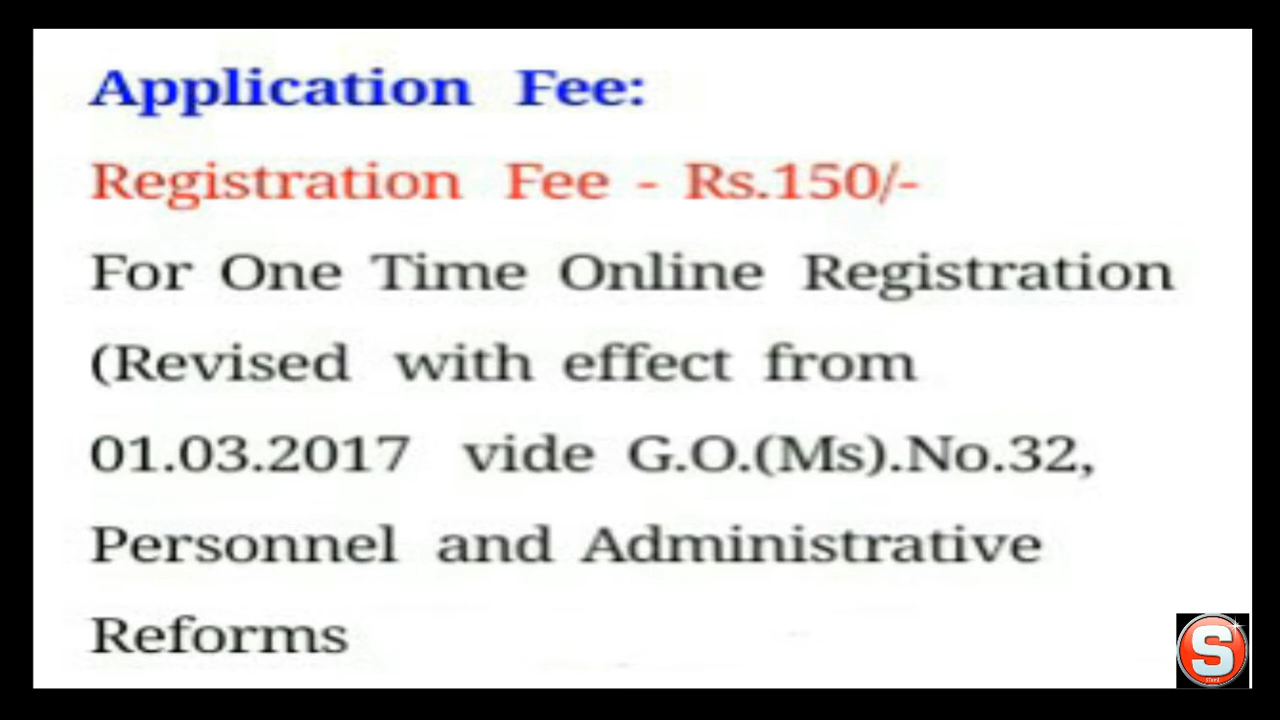 Application Fee:
Registration Fee - Rs.150/-
For One Time Online Registration
(Revised with effect from
01.03.2017 vide G.O.(Ms).No.32,
Personnel and Administrative
Reforms
S